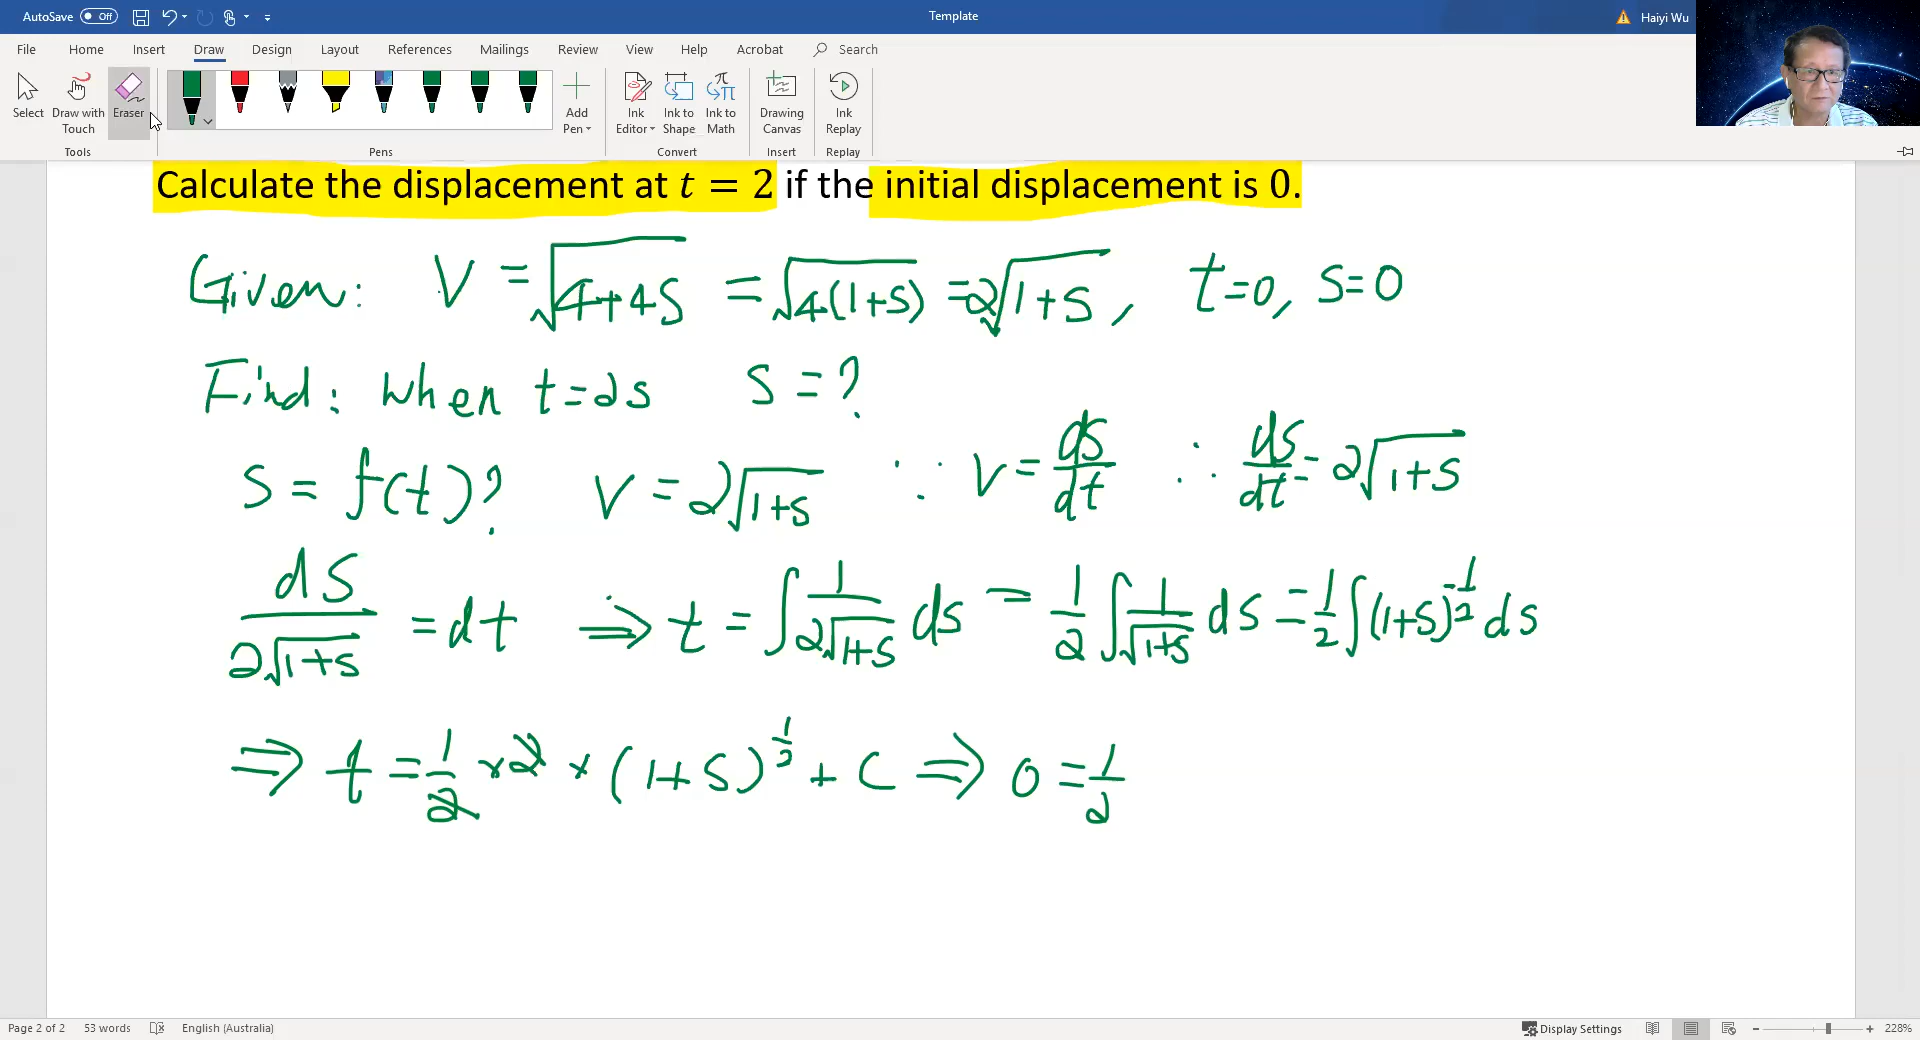 AutoSave Off Template Haiyi Wu
File Home Insert Draw Design Layout References Mailings Review View Help Acrobat Search
Select Draw with Touch Eraser Add Pen Ink Editor Ink to Shape Ink to Math Drawing Canvas Ink Replay
Tools Pens Convert Insert Replay
Calculate the displacement at t = 2 if the initial displacement is 0.
Given: V = √(4+4S) = √(4(1+S)) = 2√(1+S), t=0, S=0
Find: When t=2s S=?
S = f(t)? V = 2√(1+S) ∵ V = ds/dt ∴ ds/dt = 2√(1+S)
dS/(2√(1+S)) = dt ⇒ t = ∫ 1/(2√(1+S)) ds = 1/2 ∫ 1/√(1+S) dS = 1/2 ∫ (1+S)^(-1/2) ds
⇒ t = 1/2 × 2 × (1+S)^(1/2) + C ⇒ 0 = 1/2
Page 2 of 2 53 words English (Australia) Display Settings 228%